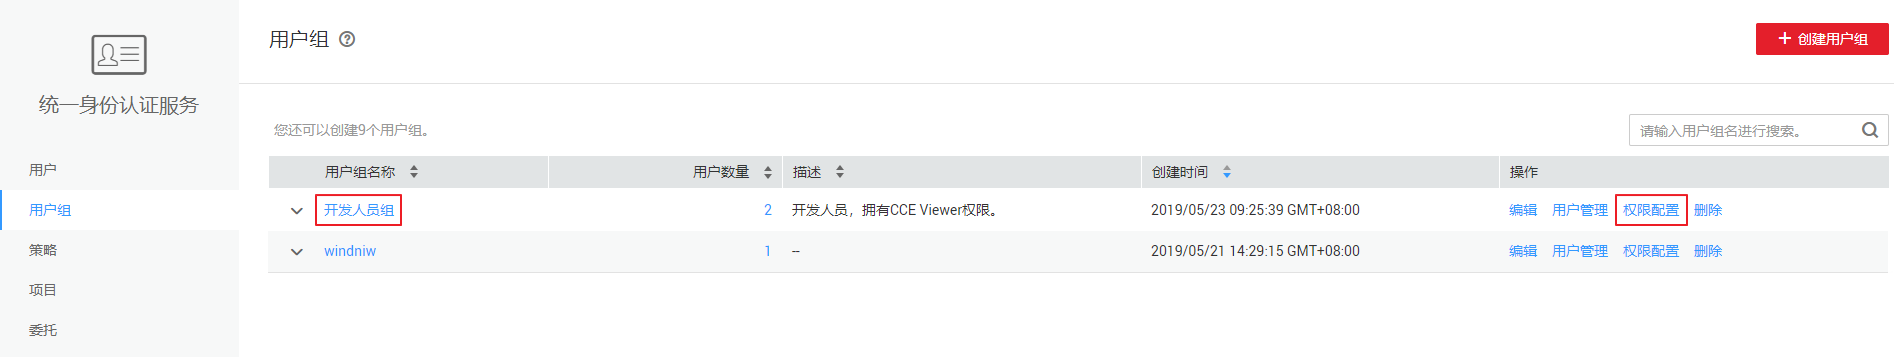 统一身份认证服务
用户
用户组
策略
项目
委托
用户组 ?
+ 创建用户组
您还可以创建9个用户组。
请输入用户组名进行搜索。
用户组名称 用户数量 描述 创建时间 操作
开发人员组 2 开发人员，拥有CCE Viewer权限。 2019/05/23 09:25:39 GMT+08:00 编辑 用户管理 权限配置 删除
windniw 1 -- 2019/05/21 14:29:15 GMT+08:00 编辑 用户管理 权限配置 删除